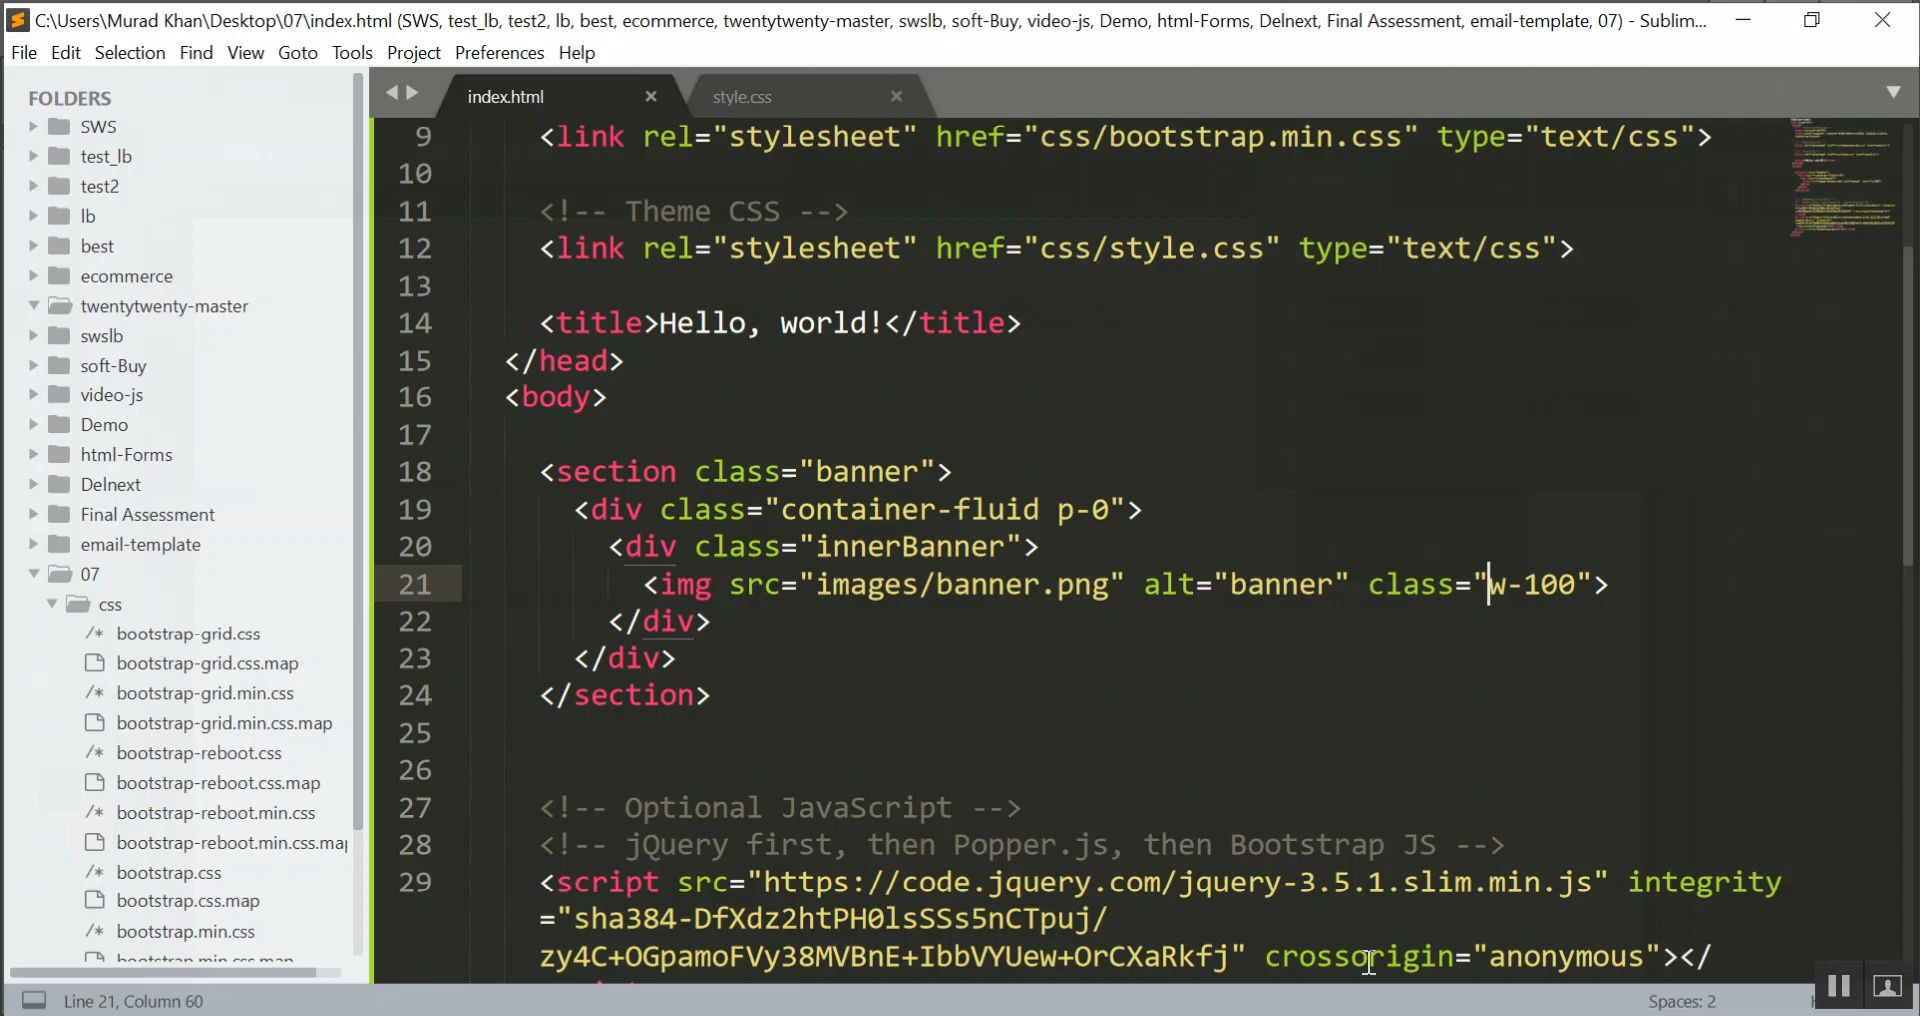 C:\Users\Murad Khan\Desktop\07\index.html (SWS, test_lb, test2, lb, best, ecommerce, twentytwenty-master, swslb, soft-Buy, video-js, Demo, html-Forms, Delnext, Final Assessment, email-template, 07) - Sublim...
File Edit Selection Find View Goto Tools Project Preferences Help
FOLDERS
SWS
test_lb
test2
lb
best
ecommerce
twentytwenty-master
swslb
soft-Buy
video-js
Demo
html-Forms
Delnext
Final Assessment
email-template
07
css
/* bootstrap-grid.css
bootstrap-grid.css.map
/* bootstrap-grid.min.css
bootstrap-grid.min.css.map
/* bootstrap-reboot.css
bootstrap-reboot.css.map
/* bootstrap-reboot.min.css
bootstrap-reboot.min.css.map
/* bootstrap.css
bootstrap.css.map
/* bootstrap.min.css
bootstrap.min.css.map
index.html style.css
9 <link rel="stylesheet" href="css/bootstrap.min.css" type="text/css">
10
11 <!-- Theme CSS -->
12 <link rel="stylesheet" href="css/style.css" type="text/css">
13
14 <title>Hello, world!</title>
15 </head>
16 <body>
17
18 <section class="banner">
19 <div class="container-fluid p-0">
20 <div class="innerBanner">
21 <img src="images/banner.png" alt="banner" class="w-100">
22 </div>
23 </div>
24 </section>
25
26
27 <!-- Optional JavaScript -->
28 <!-- jQuery first, then Popper.js, then Bootstrap JS -->
29 <script src="https://code.jquery.com/jquery-3.5.1.slim.min.js" integrity
="sha384-DfXdz2htPH0lsSSs5nCTpuj/
zy4C+OGpamoFVy38MVBnE+IbbVYUew+OrCXaRkfj" crossorigin="anonymous"></
Line 21, Column 60
Spaces: 2